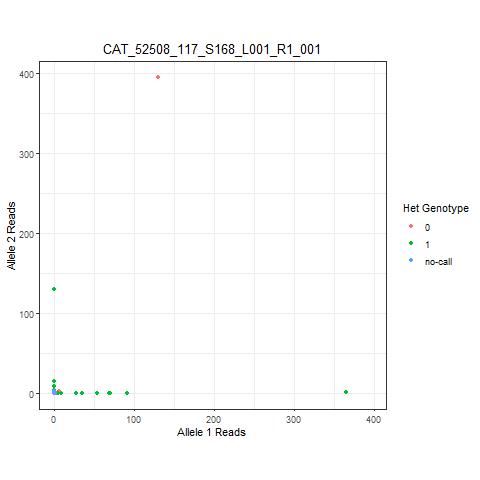 CAT_52508_117_S168_L001_R1_001
400
300
200
100
0
Allele 2 Reads
0 100 200 300 400
Allele 1 Reads
Het Genotype
0
1
no-call